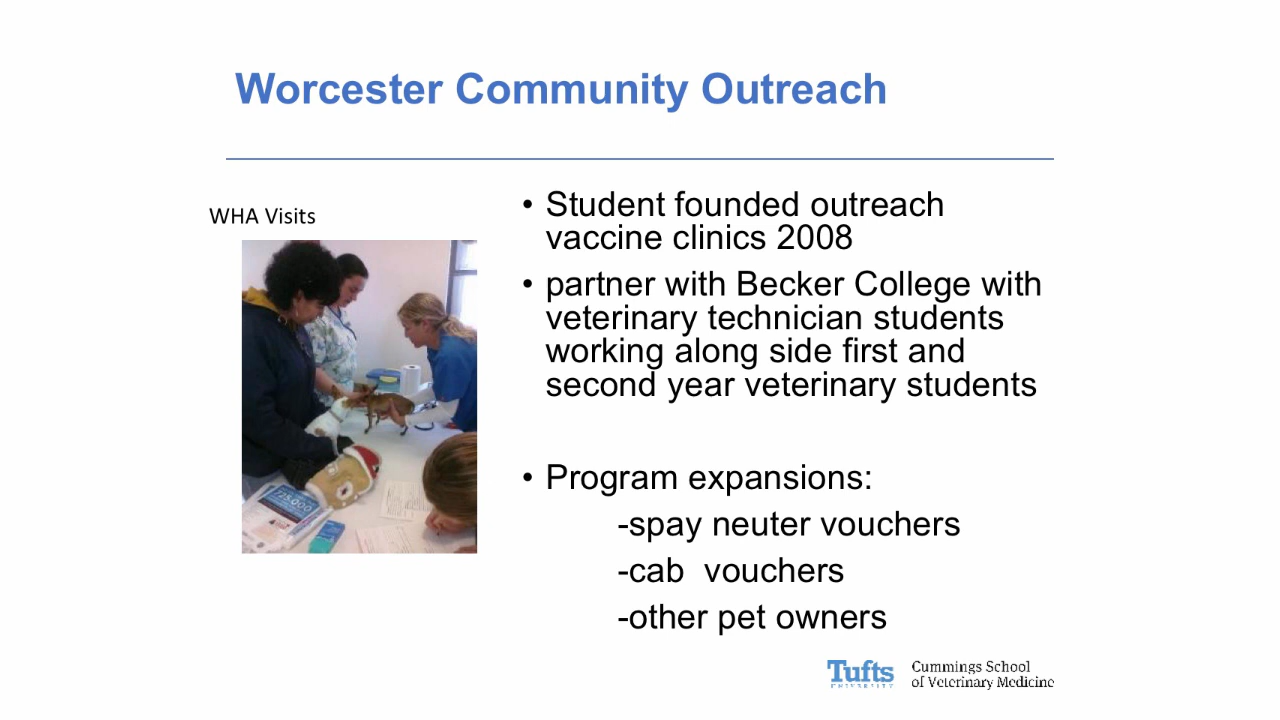 Worcester Community Outreach
WHA Visits
• Student founded outreach
vaccine clinics 2008
• partner with Becker College with
veterinary technician students
working along side first and
second year veterinary students
• Program expansions:
-spay neuter vouchers
-cab vouchers
-other pet owners
Tufts
UNIVERSITY
Cummings School
of Veterinary Medicine